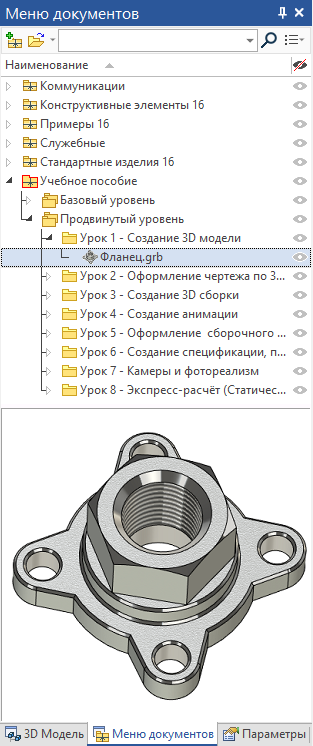 Меню документов
Наименование
Коммуникации
Конструктивные элементы 16
Примеры 16
Служебные
Стандартные изделия 16
Учебное пособие
Базовый уровень
Продвинутый уровень
Урок 1 - Создание 3D модели
Фланец.grb
Урок 2 - Оформление чертежа по 3...
Урок 3 - Создание 3D сборки
Урок 4 - Создание анимации
Урок 5 - Оформление сборочного ...
Урок 6 - Создание спецификации, п...
Урок 7 - Камеры и фотореализм
Урок 8 - Экспресс-расчёт (Статичес...
3D Модель Меню документов Параметры